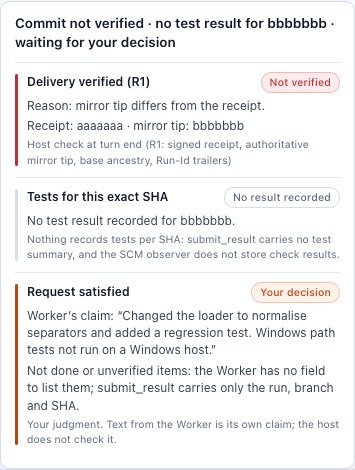 Commit not verified · no test result for bbbbbbb ·
waiting for your decision
Delivery verified (R1)
Not verified
Reason: mirror tip differs from the receipt.
Receipt: aaaaaaa · mirror tip: bbbbbbb
Host check at turn end (R1: signed receipt, authoritative
mirror tip, base ancestry, Run-Id trailers)
Tests for this exact SHA
No result recorded
No test result recorded for bbbbbbb.
Nothing records tests per SHA: submit_result carries no test
summary, and the SCM observer does not store check results.
Request satisfied
Your decision
Worker’s claim: “Changed the loader to normalise
separators and added a regression test. Windows path
tests not run on a Windows host.”
Not done or unverified items: the Worker has no field
to list them; submit_result carries only the run, branch
and SHA.
Your judgment. Text from the Worker is its own claim; the host
does not check it.